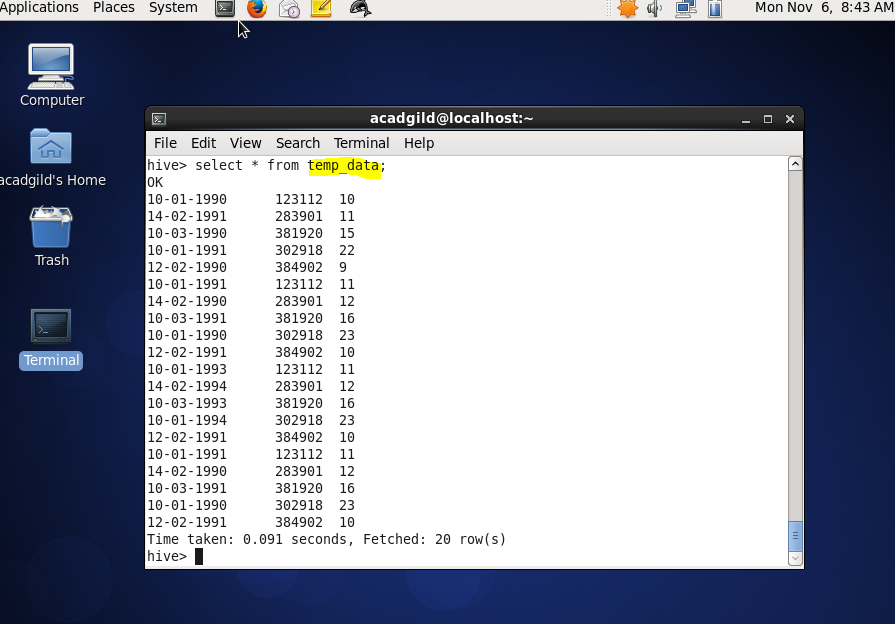 Applications Places System Mon Nov 6, 8:43 AM
Computer
acadgild's Home
Trash
Terminal
acadgild@localhost:~
File Edit View Search Terminal Help
hive> select * from temp_data;
OK
10-01-1990 123112 10
14-02-1991 283901 11
10-03-1990 381920 15
10-01-1991 302918 22
12-02-1990 384902 9
10-01-1991 123112 11
14-02-1990 283901 12
10-03-1991 381920 16
10-01-1990 302918 23
12-02-1991 384902 10
10-01-1993 123112 11
14-02-1994 283901 12
10-03-1993 381920 16
10-01-1994 302918 23
12-02-1991 384902 10
10-01-1991 123112 11
14-02-1990 283901 12
10-03-1991 381920 16
10-01-1990 302918 23
12-02-1991 384902 10
Time taken: 0.091 seconds, Fetched: 20 row(s)
hive>